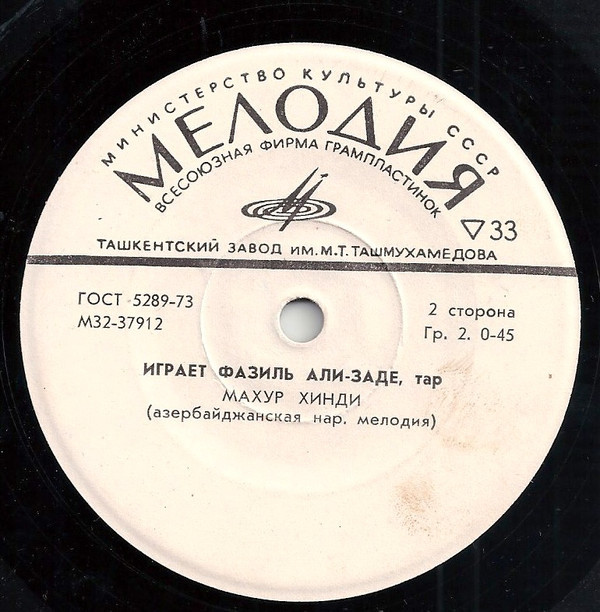 МИНИСТЕРСТВО КУЛЬТУРЫ СССР
МЕЛОДИЯ
ВСЕСОЮЗНАЯ ФИРМА ГРАМПЛАСТИНОК
▽33
ТАШКЕНТСКИЙ ЗАВОД ИМ. М.Т. ТАШМУХАМЕДОВА
ГОСТ 5289-73
М32-37912
2 сторона
Гр. 2. 0-45
ИГРАЕТ ФАЗИЛЬ АЛИ-ЗАДЕ, тар
МАХУР ХИНДИ
(азербайджанская нар. мелодия)